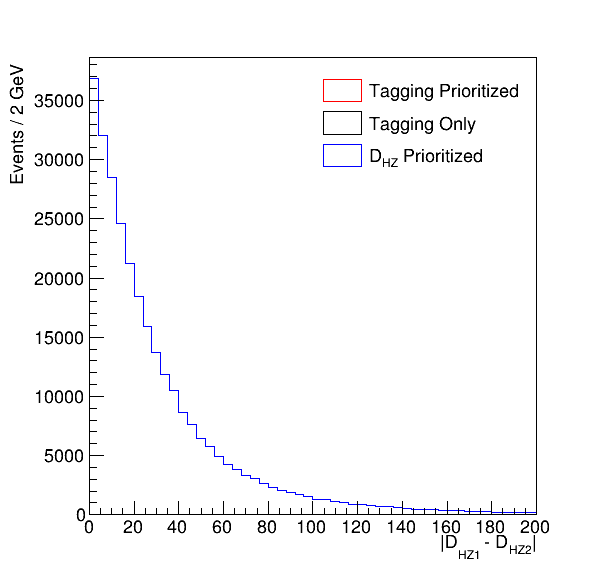 Events / 2 GeV
35000
30000
25000
20000
15000
10000
5000
0
Tagging Prioritized
Tagging Only
D_HZ Prioritized
0 20 40 60 80 100 120 140 160 180 200
|D_HZ1 - D_HZ2|